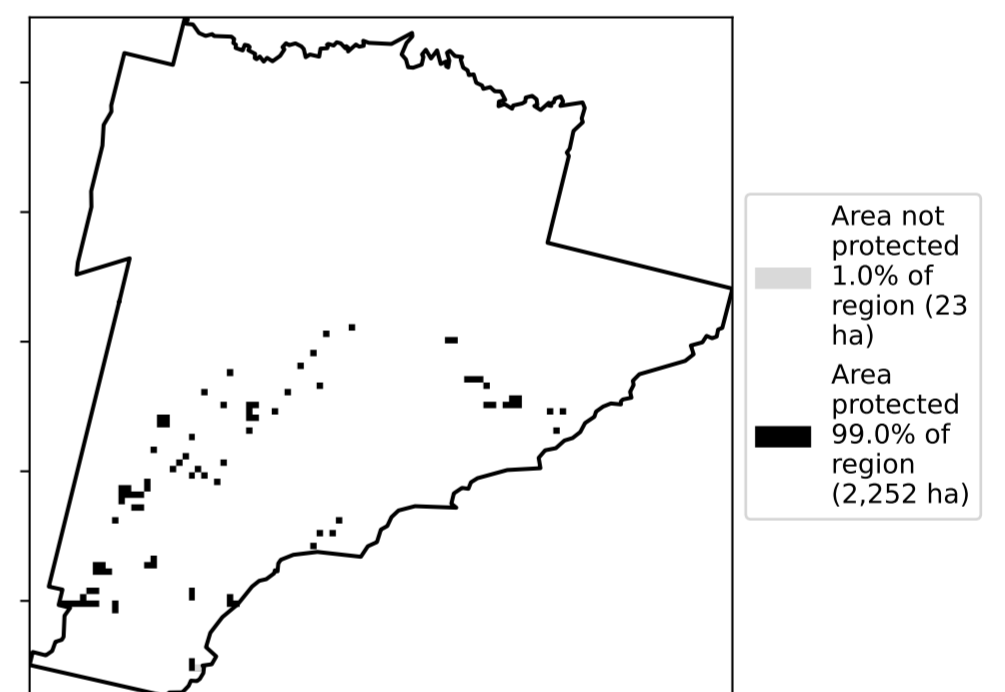 Area not
protected
1.0% of
region (23
ha)
Area
protected
99.0% of
region
(2,252 ha)